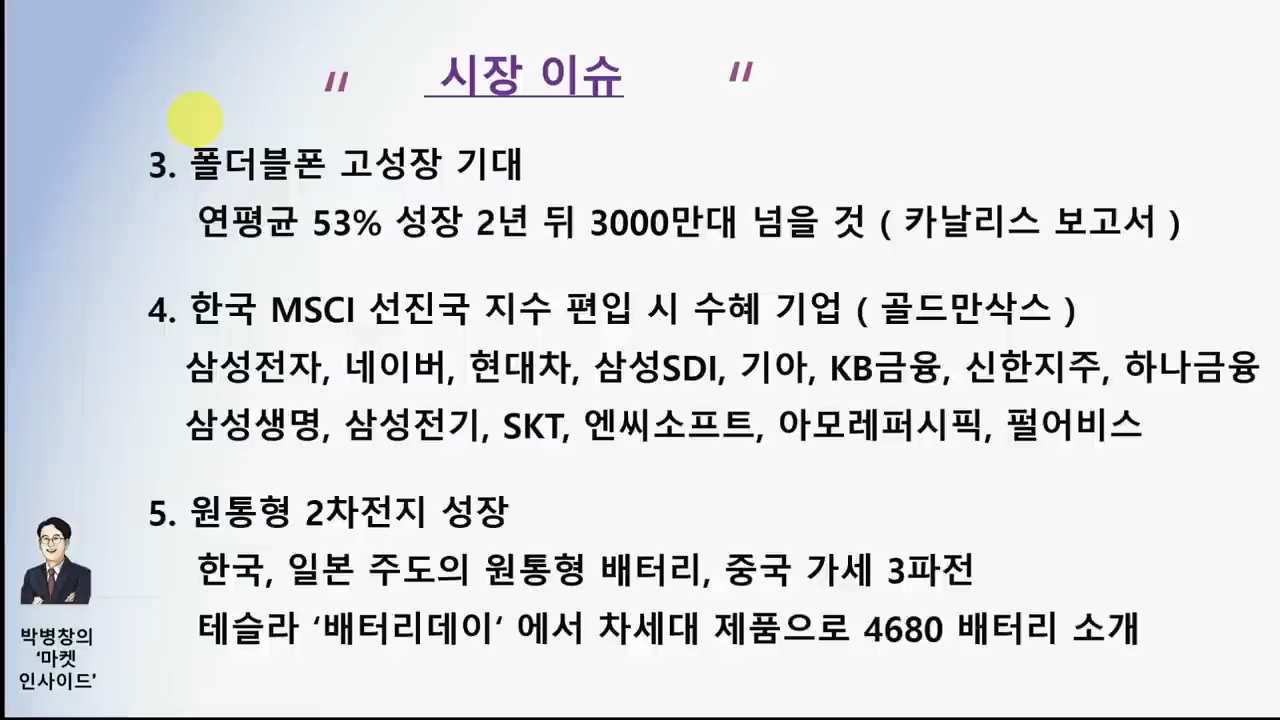 " 시장 이슈 "
3. 폴더블폰 고성장 기대
연평균 53% 성장 2년 뒤 3000만대 넘을 것 ( 카날리스 보고서 )
4. 한국 MSCI 선진국 지수 편입 시 수혜 기업 ( 골드만삭스 )
삼성전자, 네이버, 현대차, 삼성SDI, 기아, KB금융, 신한지주, 하나금융
삼성생명, 삼성전기, SKT, 엔씨소프트, 아모레퍼시픽, 펄어비스
5. 원통형 2차전지 성장
한국, 일본 주도의 원통형 배터리, 중국 가세 3파전
테슬라 ‘배터리데이‘ 에서 차세대 제품으로 4680 배터리 소개
박병창의
‘마켓
인사이드’